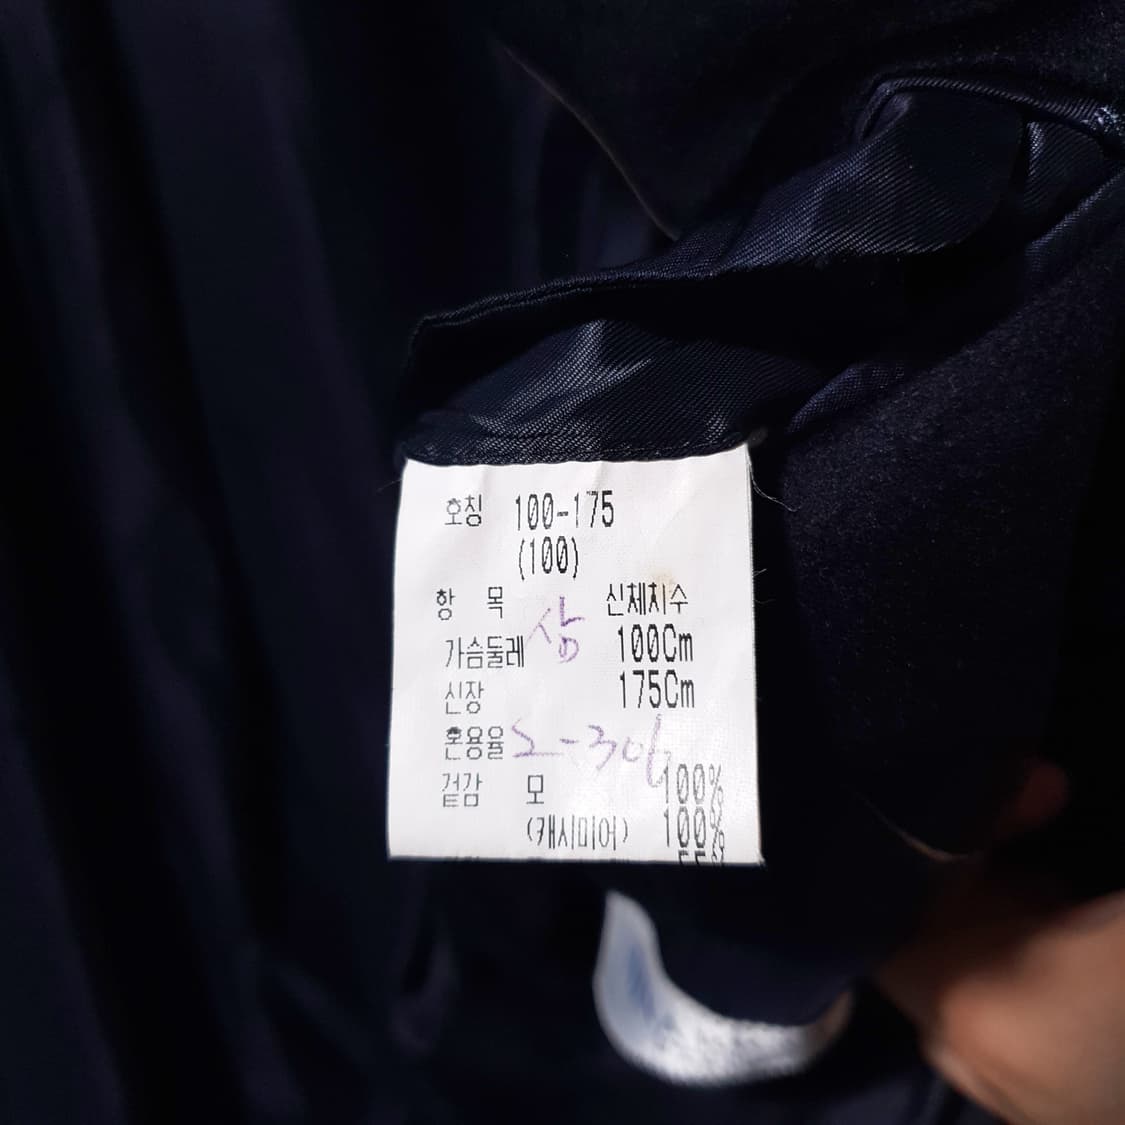 호칭 100-175
(100)
항 목 신체치수
상
가슴둘레 100Cm
신장 175Cm
혼용율
겉감 모 100%
(캐시미어) 100%